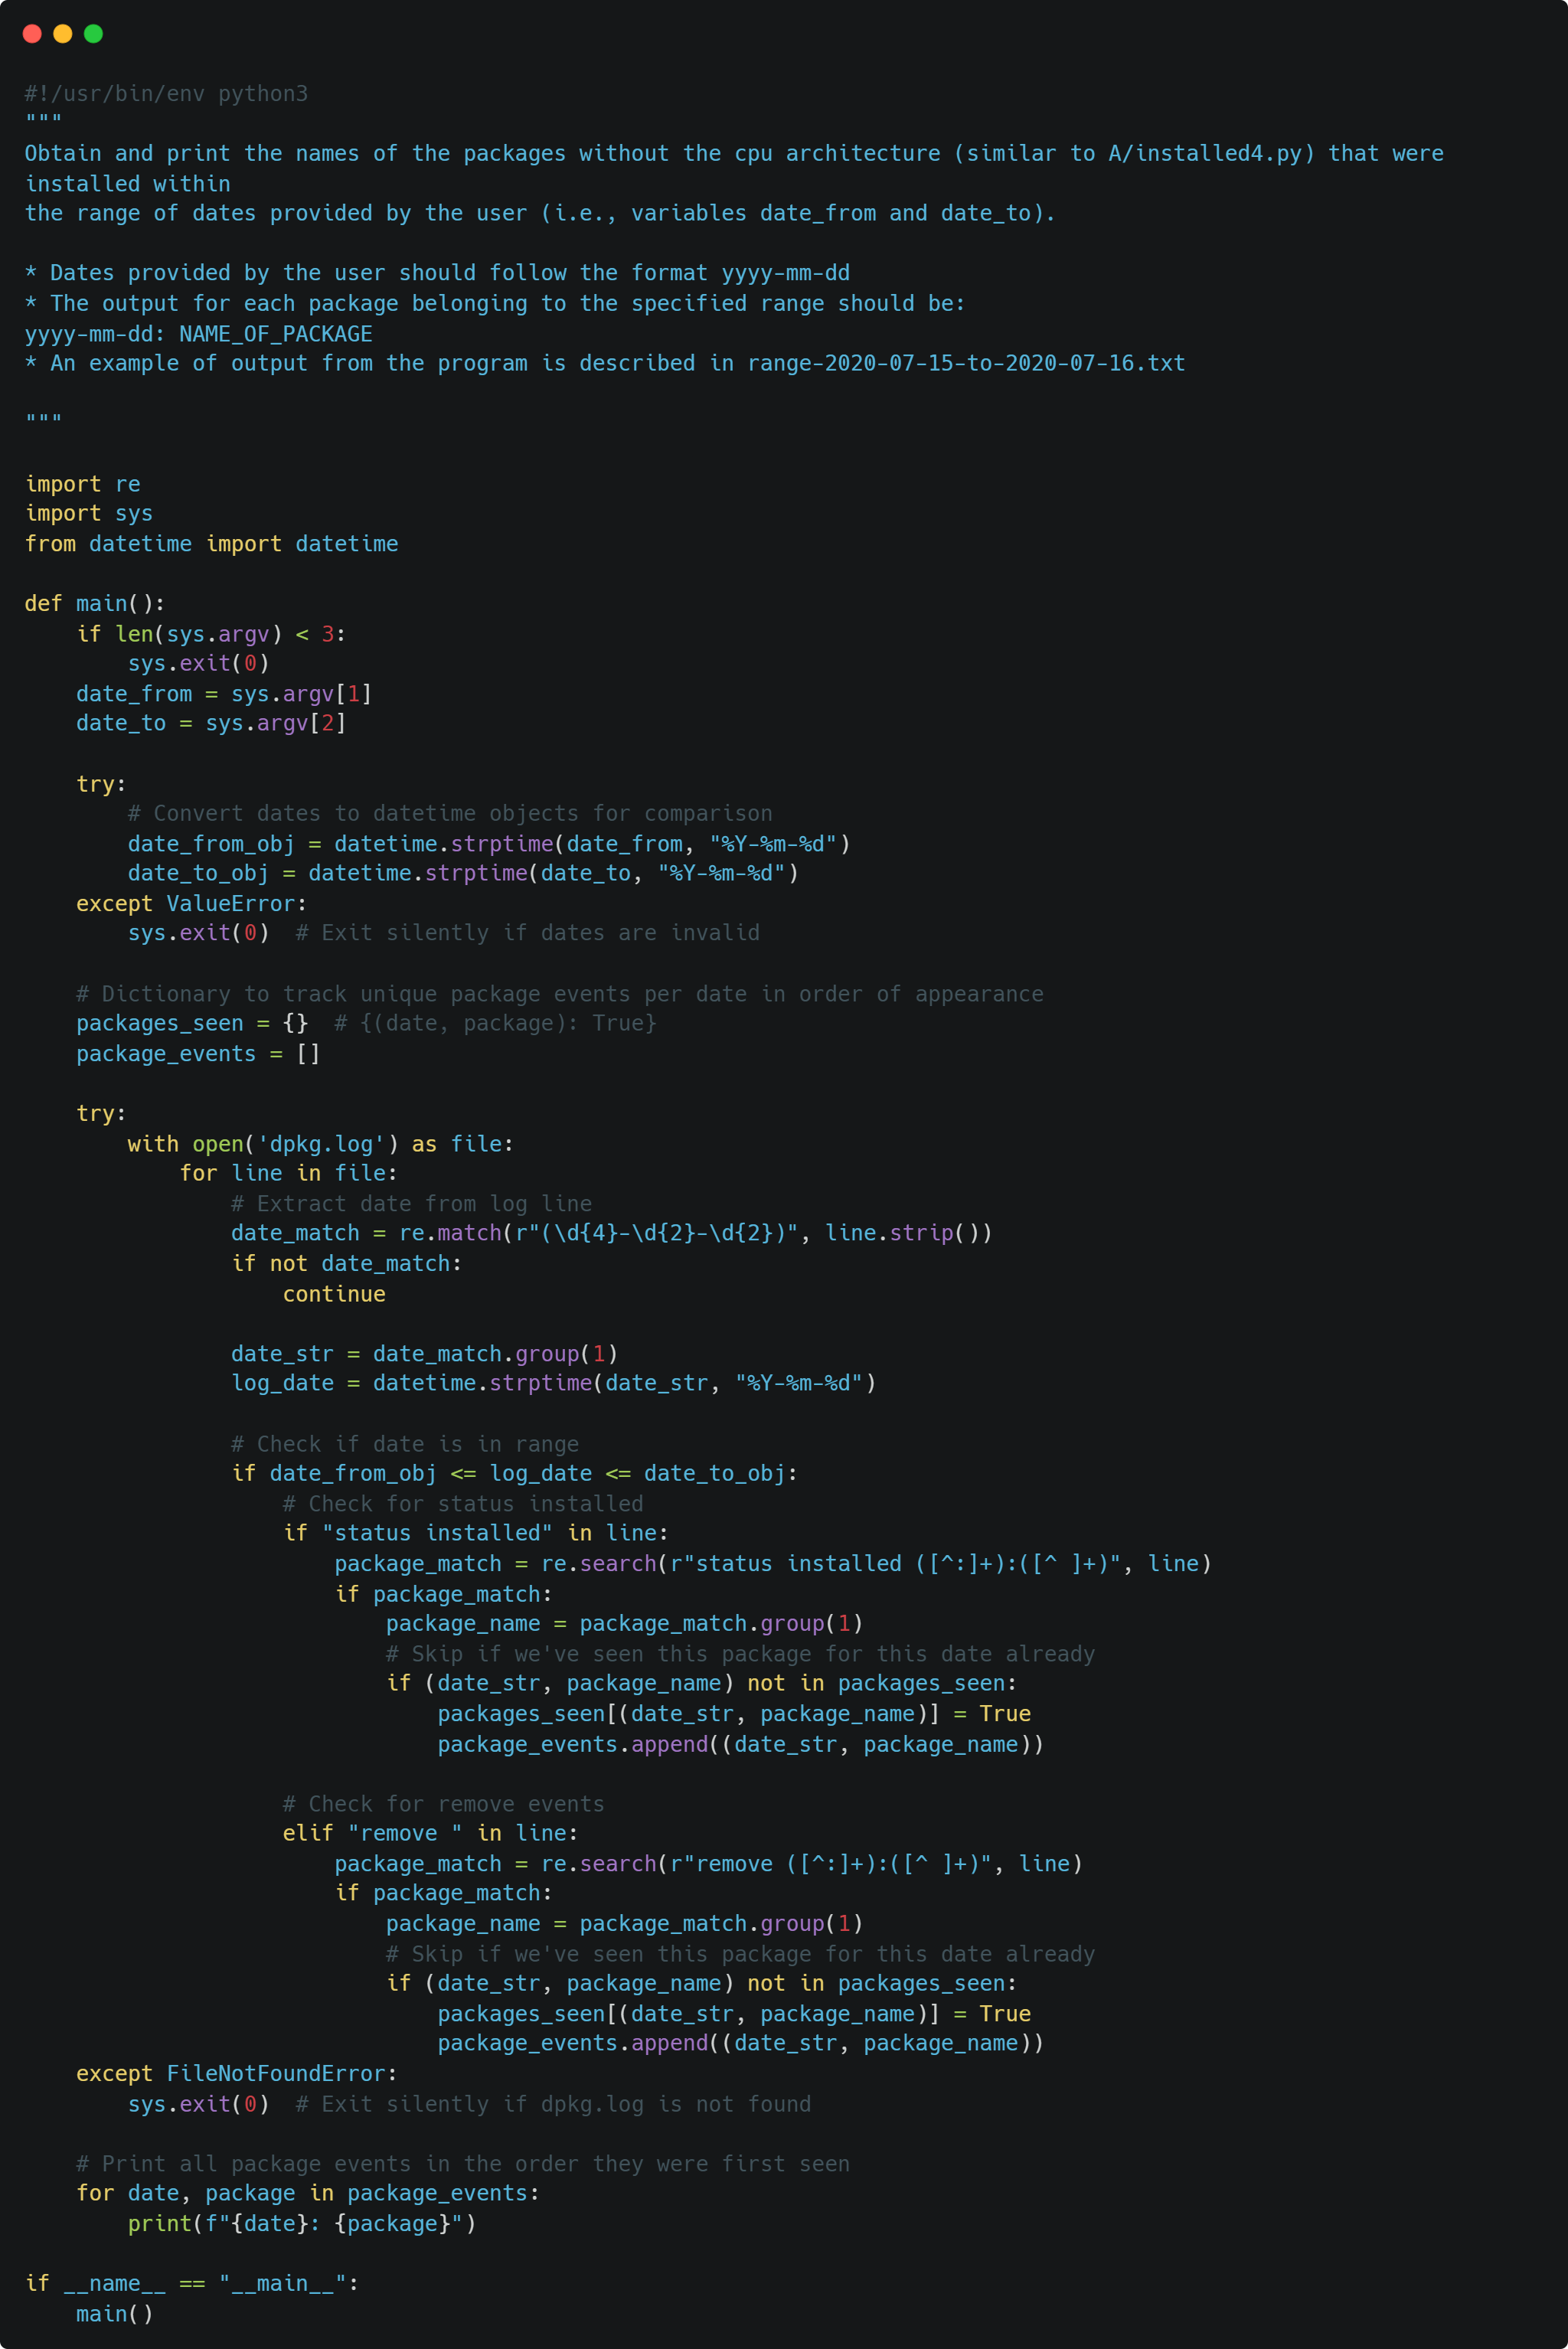 #!/usr/bin/env python3
"""
Obtain and print the names of the packages without the cpu architecture (similar to A/installed4.py) that were
installed within
the range of dates provided by the user (i.e., variables date_from and date_to).

* Dates provided by the user should follow the format yyyy-mm-dd
* The output for each package belonging to the specified range should be:
yyyy-mm-dd: NAME_OF_PACKAGE
* An example of output from the program is described in range-2020-07-15-to-2020-07-16.txt

"""

import re
import sys
from datetime import datetime

def main():
    if len(sys.argv) < 3:
        sys.exit(0)
    date_from = sys.argv[1]
    date_to = sys.argv[2]

    try:
        # Convert dates to datetime objects for comparison
        date_from_obj = datetime.strptime(date_from, "%Y-%m-%d")
        date_to_obj = datetime.strptime(date_to, "%Y-%m-%d")
    except ValueError:
        sys.exit(0)  # Exit silently if dates are invalid

    # Dictionary to track unique package events per date in order of appearance
    packages_seen = {}  # {(date, package): True}
    package_events = []

    try:
        with open('dpkg.log') as file:
            for line in file:
                # Extract date from log line
                date_match = re.match(r"(\d{4}-\d{2}-\d{2})", line.strip())
                if not date_match:
                    continue

                date_str = date_match.group(1)
                log_date = datetime.strptime(date_str, "%Y-%m-%d")

                # Check if date is in range
                if date_from_obj <= log_date <= date_to_obj:
                    # Check for status installed
                    if "status installed" in line:
                        package_match = re.search(r"status installed ([^:]+):([^ ]+)", line)
                        if package_match:
                            package_name = package_match.group(1)
                            # Skip if we've seen this package for this date already
                            if (date_str, package_name) not in packages_seen:
                                packages_seen[(date_str, package_name)] = True
                                package_events.append((date_str, package_name))

                    # Check for remove events
                    elif "remove " in line:
                        package_match = re.search(r"remove ([^:]+):([^ ]+)", line)
                        if package_match:
                            package_name = package_match.group(1)
                            # Skip if we've seen this package for this date already
                            if (date_str, package_name) not in packages_seen:
                                packages_seen[(date_str, package_name)] = True
                                package_events.append((date_str, package_name))
    except FileNotFoundError:
        sys.exit(0)  # Exit silently if dpkg.log is not found

    # Print all package events in the order they were first seen
    for date, package in package_events:
        print(f"{date}: {package}")

if __name__ == "__main__":
    main()